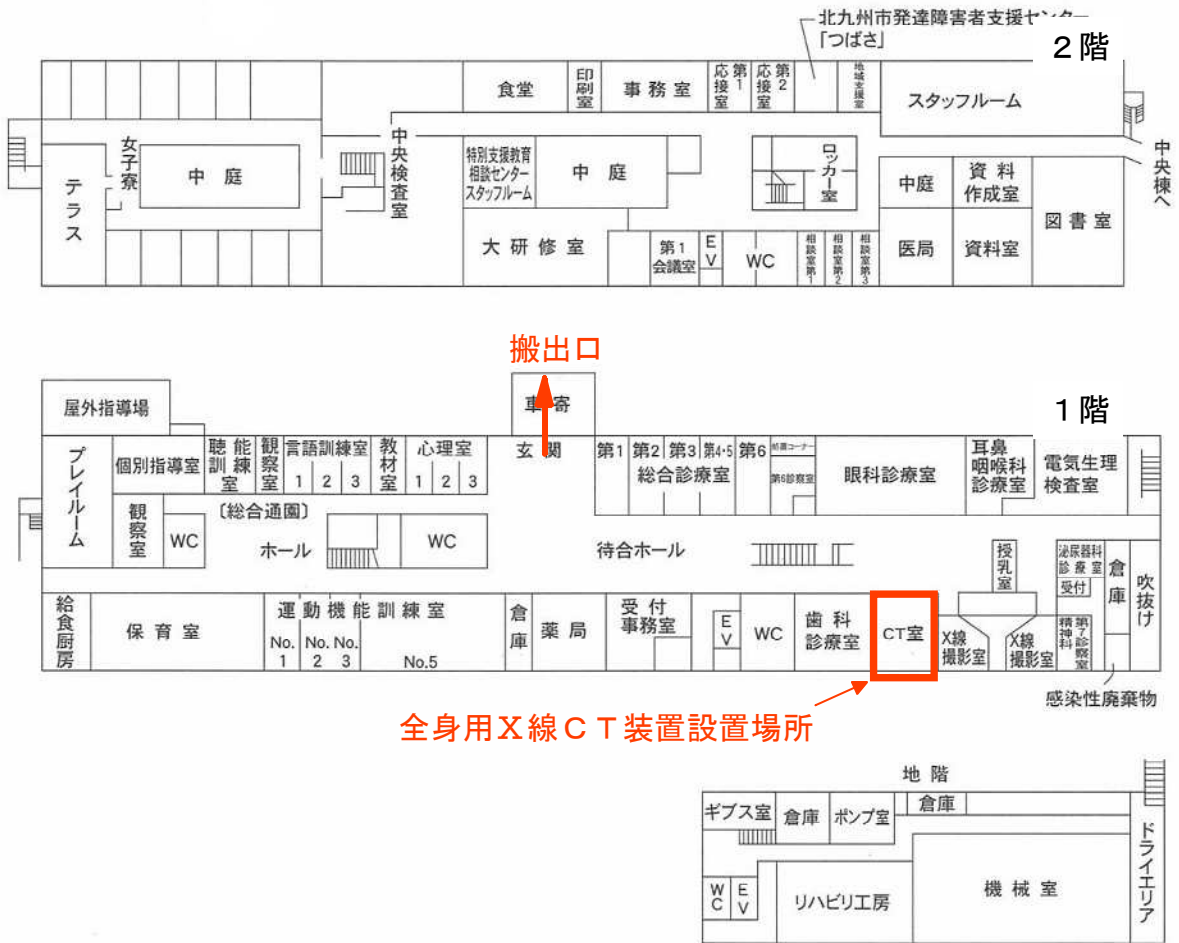 北九州市発達障害者支援センター
「つばさ」
2階
食堂
印刷室
事務室
第1応接室
第2応接室
地域支援室
スタッフルーム
女子寮
中庭
テラス
中央検査室
特別支援教育
相談センター
スタッフルーム
中庭
ロッカー室
中庭
資料
作成室
図書室
中央棟へ
大研修室
第1
会議室
EV
WC
相談室第1
相談室第2
相談室第3
医局
資料室
搬出口
車寄
1階
屋外指導場
プレイルーム
個別指導室
聴能訓練室
観察室
言語訓練室
1 2 3
教材室
心理室
1 2 3
玄関
第1 第2 第3 第4・5 第6
総合診療室
処置コーナー
第6診察室
眼科診療室
耳鼻
咽喉科
診療室
電気生理
検査室
観察室
WC
〔総合通園〕
ホール
WC
待合ホール
授乳室
泌尿器科
診療室
受付
倉庫
吹抜け
給食厨房
保育室
運動機能訓練室
No.1 No.2 No.3 No.5
倉庫
薬局
受付
事務室
EV
WC
歯科
診療室
CT室
X線
撮影室
X線
撮影室
精神科
第7診察室
感染性廃棄物
全身用X線CT装置設置場所
地階
ギブス室
倉庫
ポンプ室
倉庫
ドライエリア
WC
EV
リハビリ工房
機械室